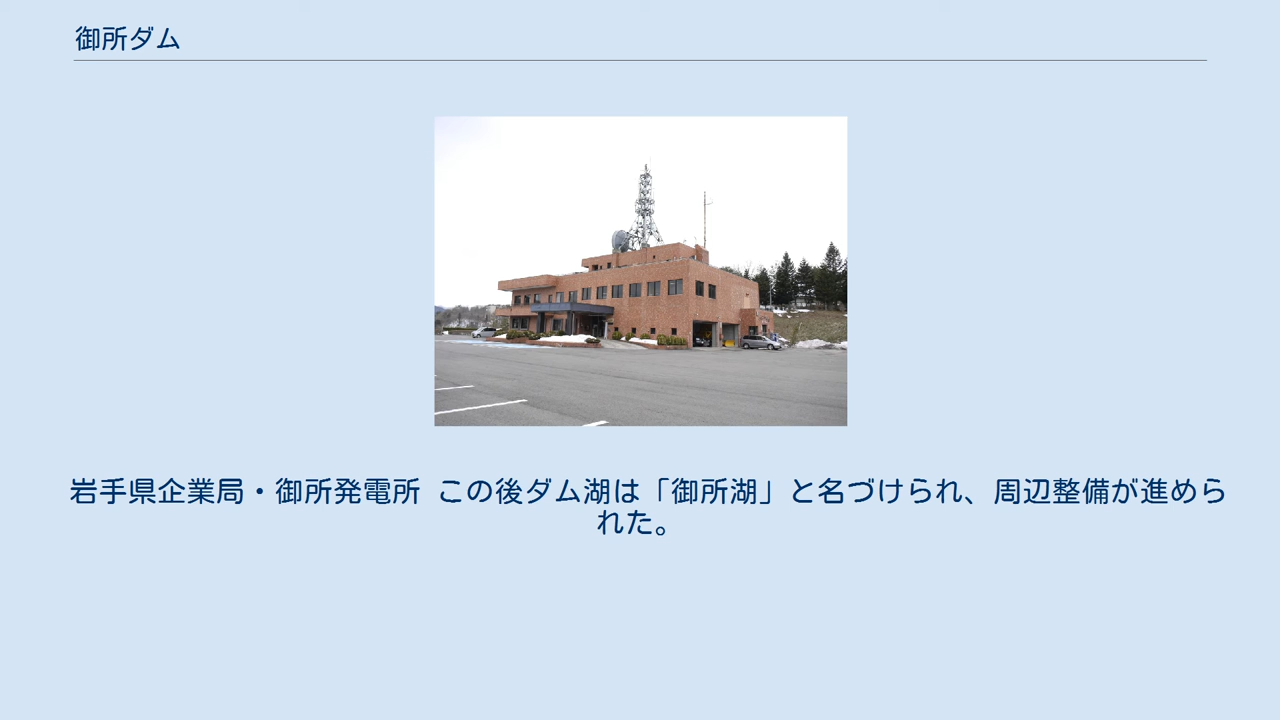 御所ダム
岩手県企業局・御所発電所 この後ダム湖は「御所湖」と名づけられ、周辺整備が進めら
れた。